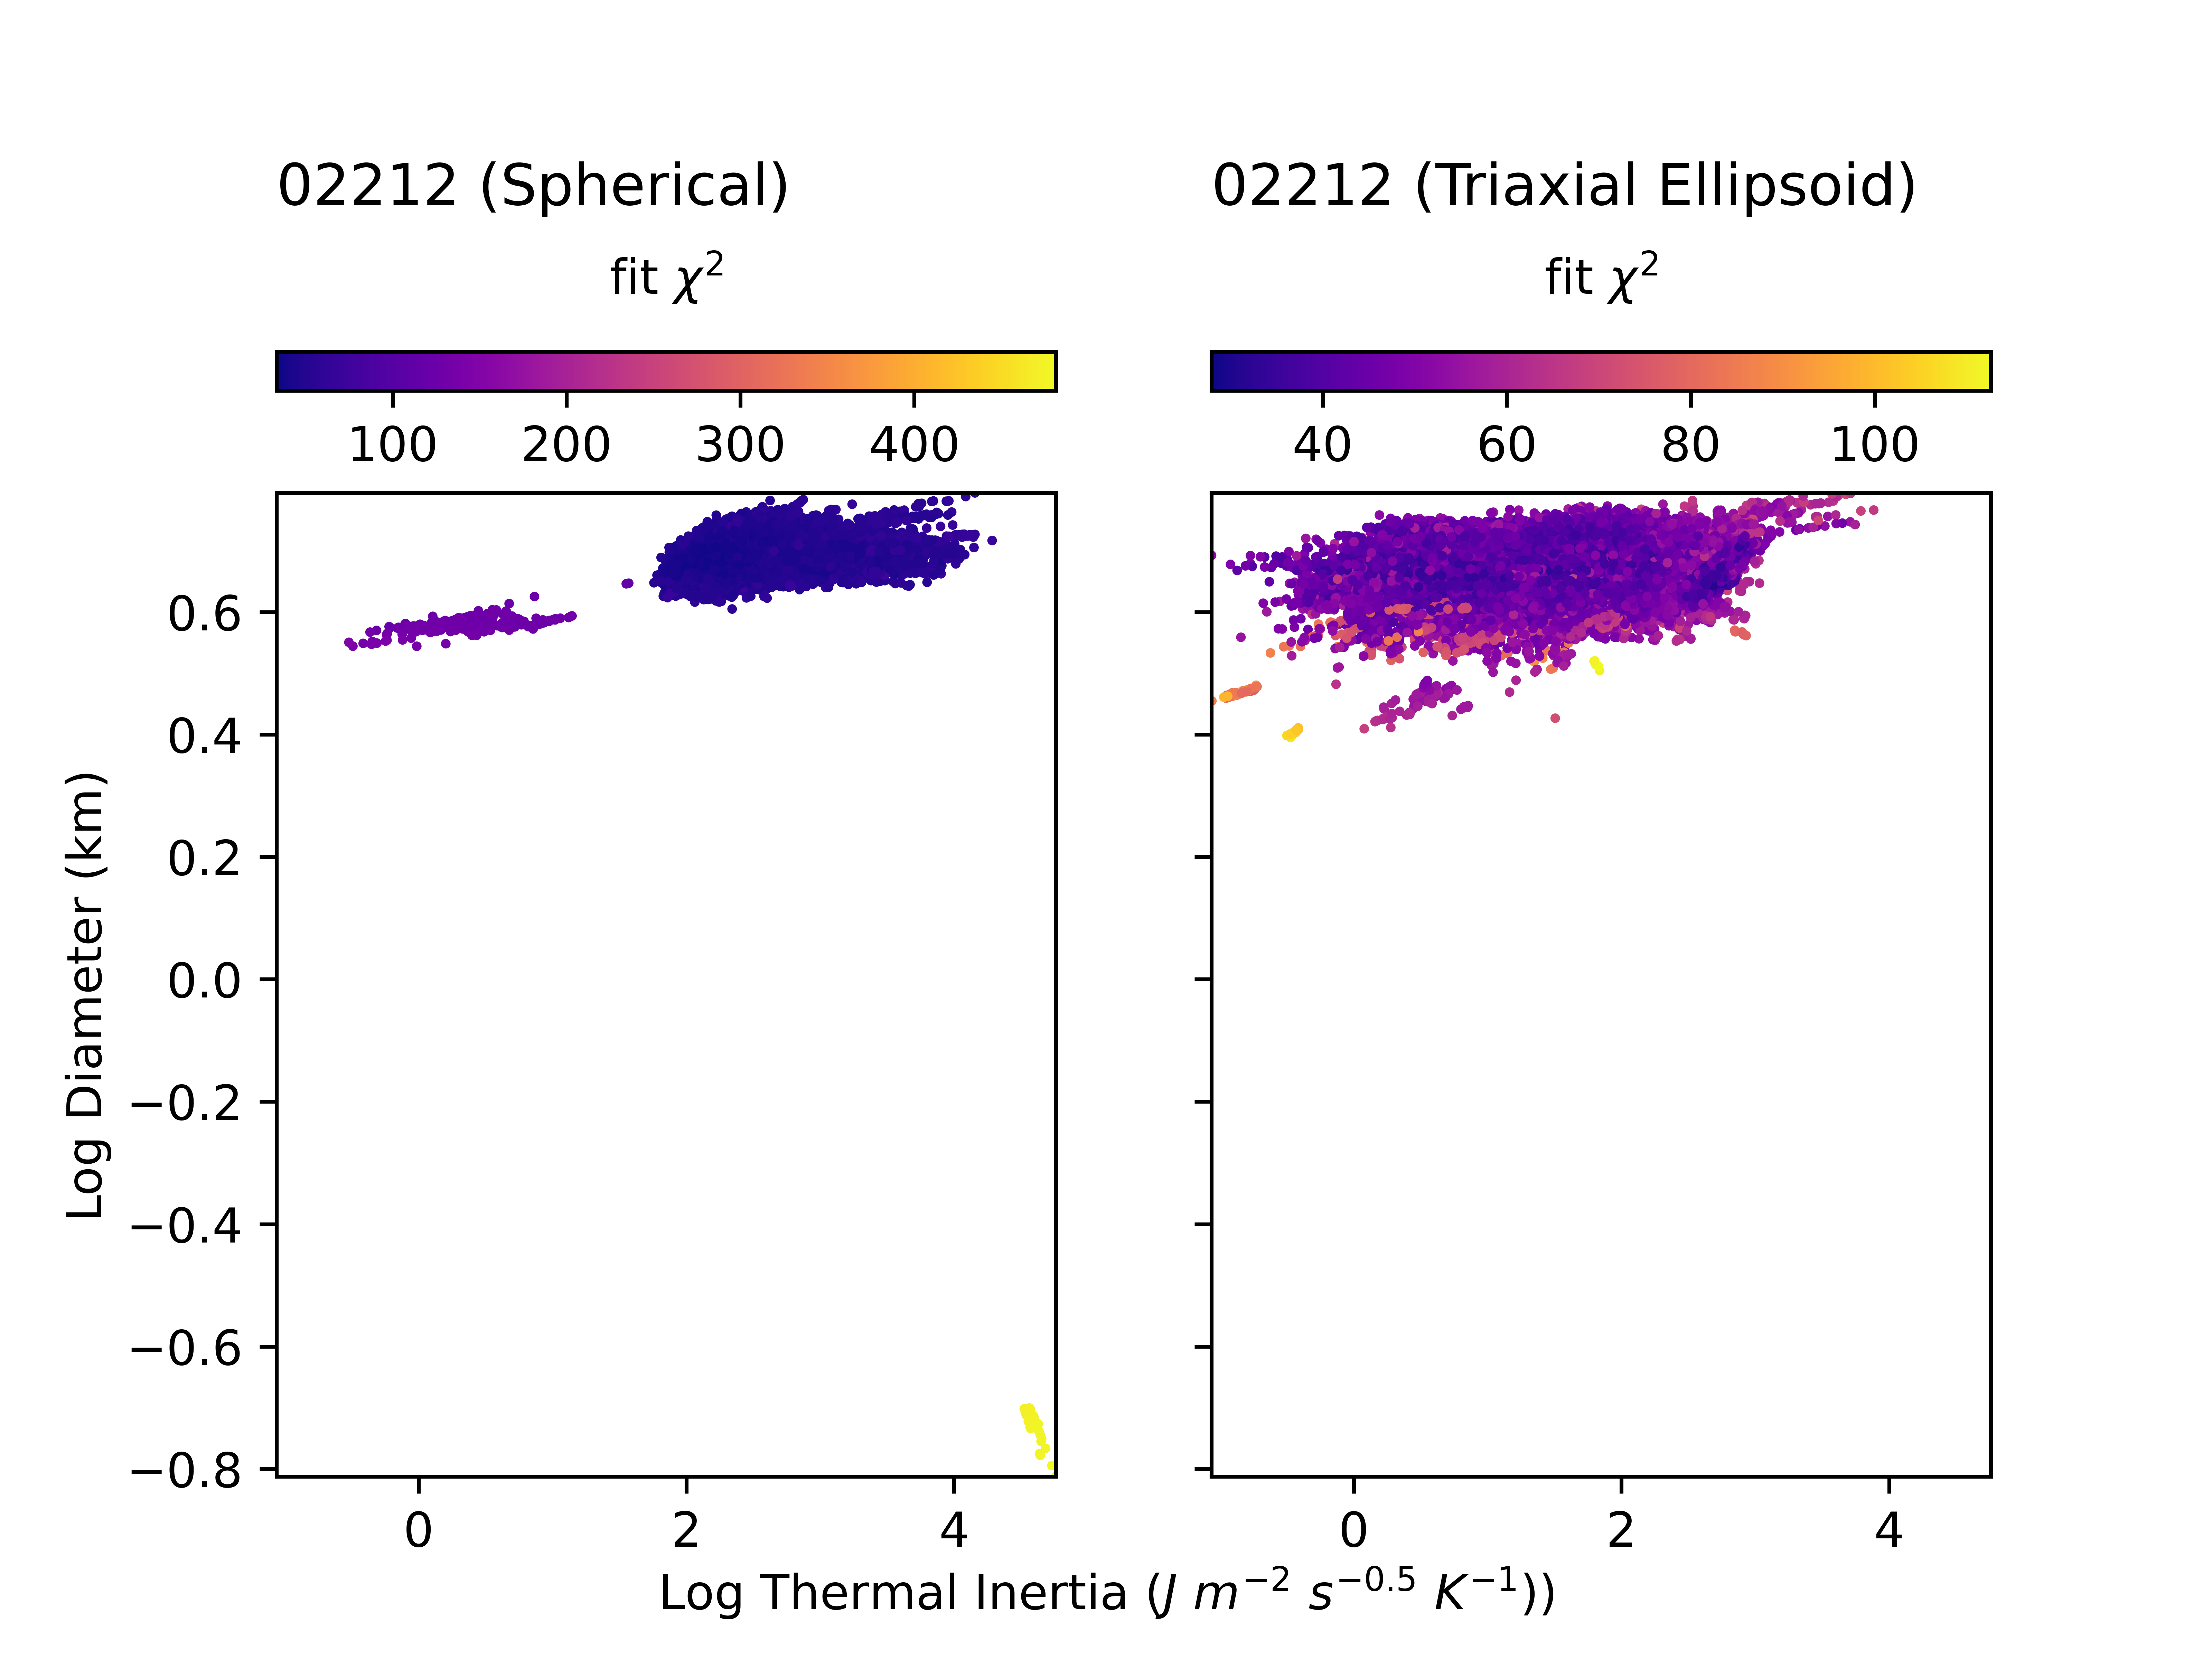 02212 (Spherical)
fit χ²
100 200 300 400
02212 (Triaxial Ellipsoid)
fit χ²
40 60 80 100
Log Diameter (km)
0.6
0.4
0.2
0.0
−0.2
−0.4
−0.6
−0.8
0 2 4
0 2 4
Log Thermal Inertia (J m⁻² s⁻⁰·⁵ K⁻¹))